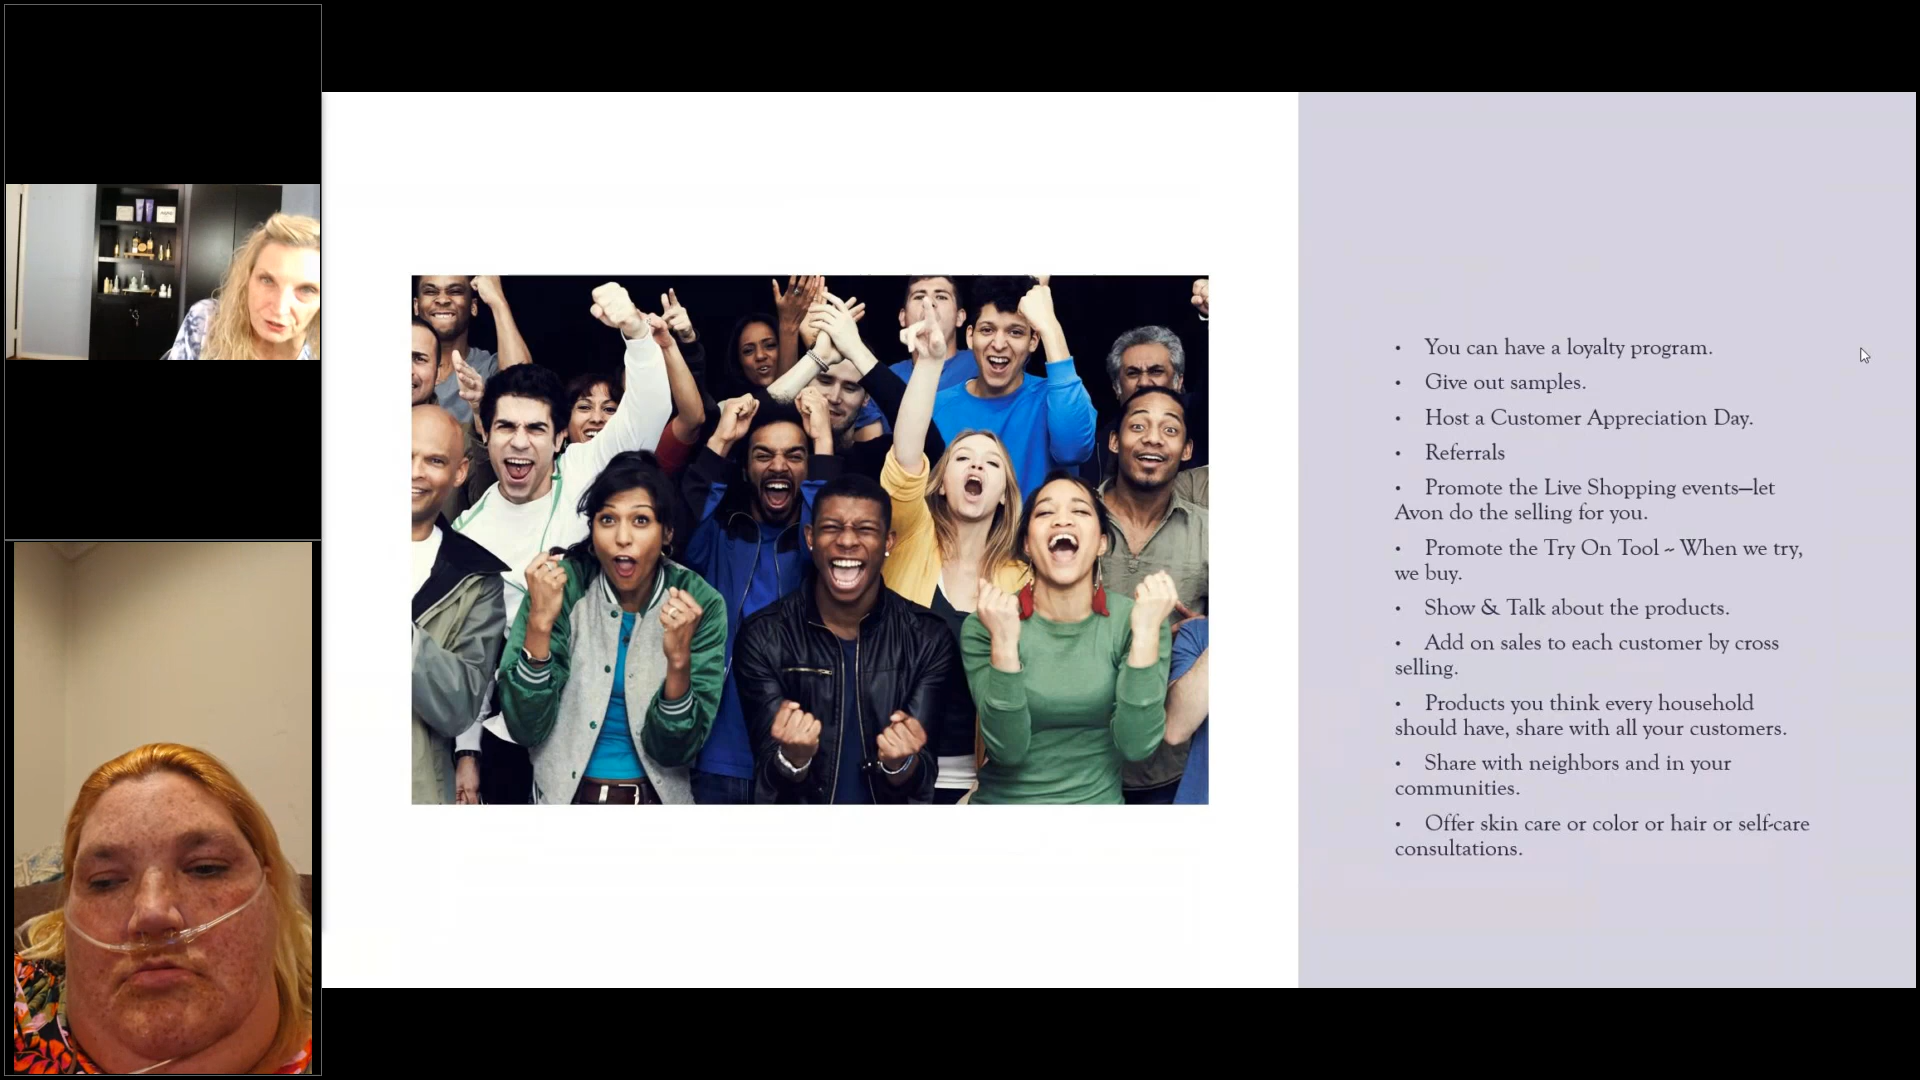 • You can have a loyalty program.
• Give out samples.
• Host a Customer Appreciation Day.
• Referrals
• Promote the Live Shopping events—let
Avon do the selling for you.
• Promote the Try On Tool ~ When we try,
we buy.
• Show & Talk about the products.
• Add on sales to each customer by cross
selling.
• Products you think every household
should have, share with all your customers.
• Share with neighbors and in your
communities.
• Offer skin care or color or hair or self-care
consultations.